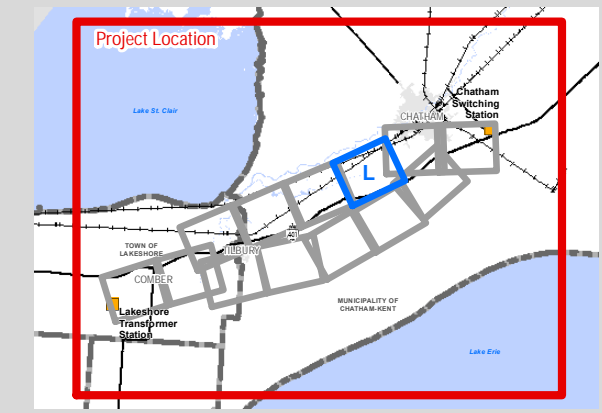 Project Location
Chatham
Switching
Station
CHATHAM
Lake St. Clair
L
401
TOWN OF
LAKESHORE
TILBURY
COMBER
MUNICIPALITY OF
CHATHAM-KENT
Lakeshore
Transformer
Station
Lake Erie